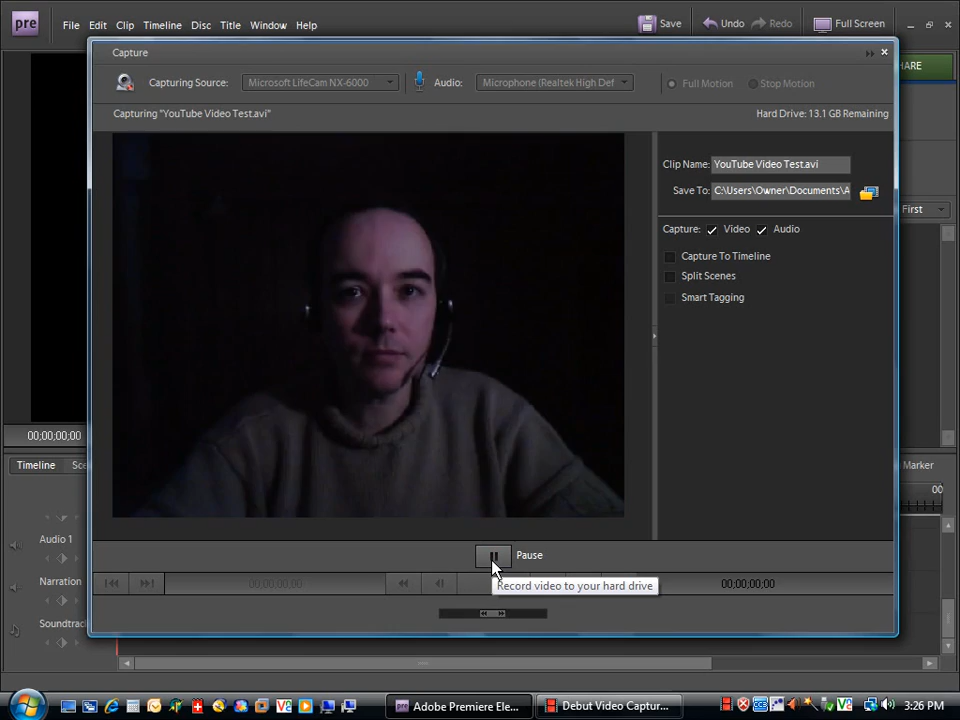 pre File Edit Clip Timeline Disc Title Window Help Save Undo Redo Full Screen
Capture
HARE
Capturing Source: Microsoft LifeCam NX-6000 Audio: Microphone (Realtek High Def Full Motion Stop Motion
Capturing "YouTube Video Test.avi" Hard Drive: 13.1 GB Remaining
Clip Name: YouTube Video Test.avi
Save To: C:\Users\Owner\Documents\A
First
Capture: Video Audio
Capture To Timeline
Split Scenes
Smart Tagging
00;00;00;00
Timeline Sce Marker
00
Audio 1
Pause
Narration 00;00;00;00 00;00;00;00
Record video to your hard drive
Soundtrac
Adobe Premiere Ele... Debut Video Captur... 3:26 PM